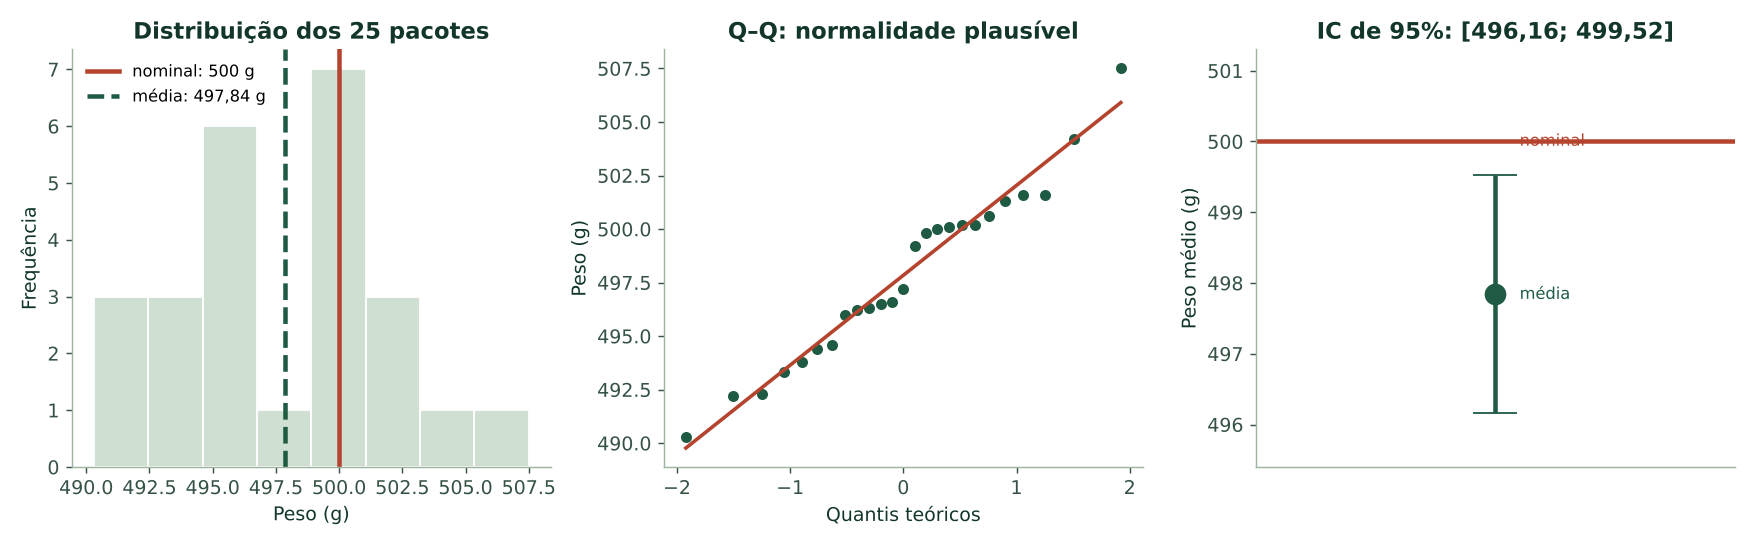 Distribuição dos 25 pacotes
nominal: 500 g
média: 497,84 g
Frequência
7
6
5
4
3
2
1
0
490.0 492.5 495.0 497.5 500.0 502.5 505.0 507.5
Peso (g)
Q–Q: normalidade plausível
Peso (g)
507.5
505.0
502.5
500.0
497.5
495.0
492.5
490.0
−2 −1 0 1 2
Quantis teóricos
IC de 95%: [496,16; 499,52]
Peso médio (g)
501
500
499
498
497
496
nominal
média